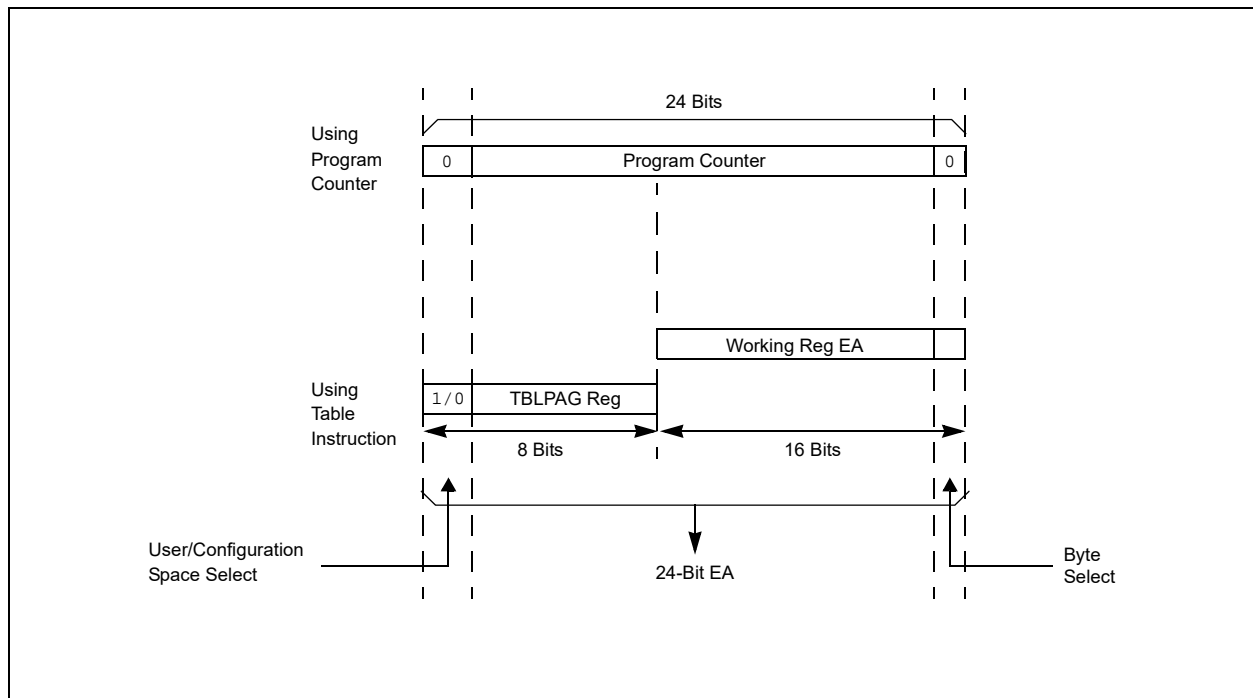 24 Bits
Using
Program
Counter
0
Program Counter
0
Working Reg EA
Using
Table
Instruction
1/0
TBLPAG Reg
8 Bits
16 Bits
User/Configuration
Space Select
24-Bit EA
Byte
Select